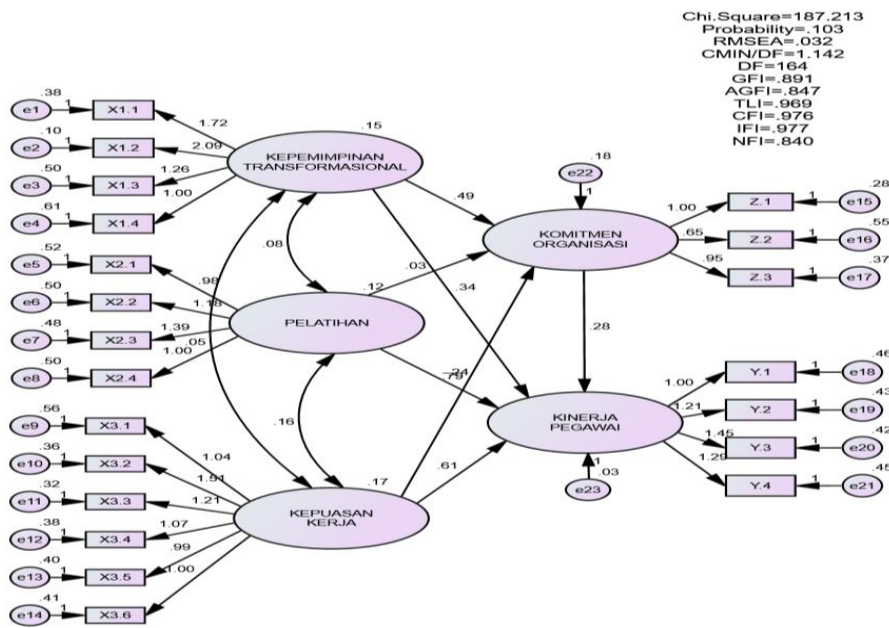 Chi.Square=187.213
Probability=.103
RMSEA=.032
CMIN/DF=1.142
DF=164
GFI=.891
AGFI=.847
TLI=.969
CFI=.976
IFI=.977
NFI=.840
.38
e1 1 X1.1
.10
e2 1 X1.2
.50
e3 1 X1.3
.61
e4 1 X1.4
1.72
2.09
1.26
1.00
.15
KEPEMIMPINAN
TRANSFORMASIONAL
.52
e5 1 X2.1
.50
e6 1 X2.2
.48
e7 1 X2.3
.50
e8 1 X2.4
.98
1.18
1.39
1.00
.12
PELATIHAN
.56
e9 1 X3.1
.36
e10 1 X3.2
.32
e11 1 X3.3
.38
e12 1 X3.4
.40
e13 1 X3.5
.41
e14 1 X3.6
1.04
1.21
1.07
.99
1.00
.17
KEPUASAN
KERJA
.08
.05
.16
.49
.03
.34
.28
.61
.18
e22
1
KOMITMEN
ORGANISASI
1.00
.65
.95
.28
Z.1 1 e15
.55
Z.2 1 e16
.37
Z.3 1 e17
KINERJA
PEGAWAI
1
.03
e23
1.00
1.21
1.45
1.29
.46
Y.1 1 e18
.43
Y.2 1 e19
.42
Y.3 1 e20
.45
Y.4 1 e21